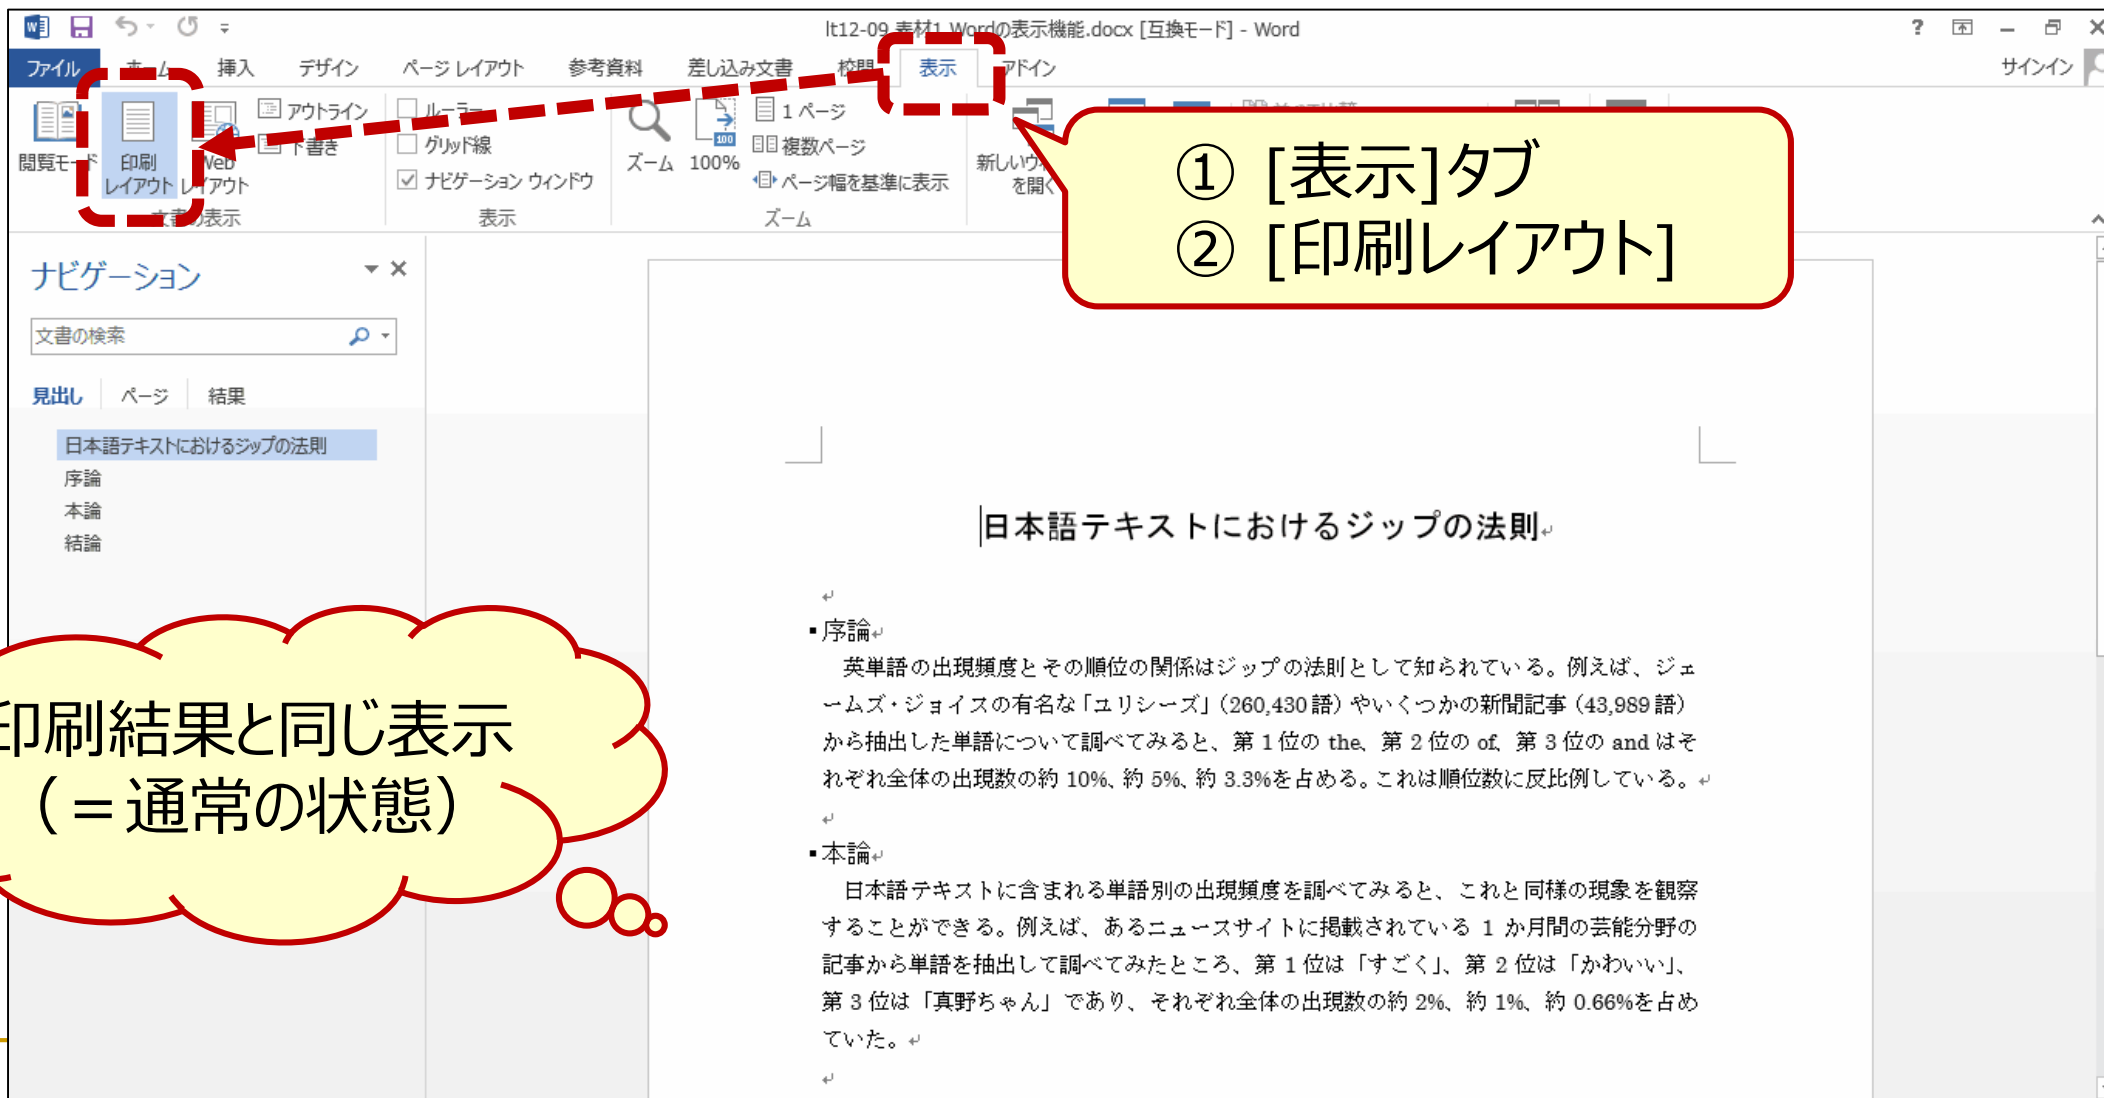 lt12-09 素材1 Wordの表示機能.docx [互換モード] - Word
ファイル ホーム 挿入 デザイン ページ レイアウト 参考資料 差し込み文書 校閲 表示 アドイン サインイン
閲覧モード
印刷
レイアウト
Web
レイアウト
アウトライン
下書き
文書の表示
ルーラー
グリッド線
ナビゲーション ウィンドウ
表示
ズーム
100%
1 ページ
複数ページ
ページ幅を基準に表示
ズーム
を開く
① [表示]タブ
② [印刷レイアウト]
ナビゲーション
文書の検索
見出し ページ 結果
日本語テキストにおけるジップの法則
序論
本論
結論
印刷結果と同じ表示
（＝通常の状態）
日本語テキストにおけるジップの法則
序論
英単語の出現頻度とその順位の関係はジップの法則として知られている。例えば、ジェ
ームズ・ジョイスの有名な「ユリシーズ」（260,430 語）やいくつかの新聞記事（43,989 語）
から抽出した単語について調べてみると、第 1 位の the、第 2 位の of、第 3 位の and はそ
れぞれ全体の出現数の約 10%、約 5%、約 3.3%を占める。これは順位数に反比例している。
本論
日本語テキストに含まれる単語別の出現頻度を調べてみると、これと同様の現象を観察
することができる。例えば、あるニュースサイトに掲載されている 1 か月間の芸能分野の
記事から単語を抽出して調べてみたところ、第 1 位は「すごく」、第 2 位は「かわいい」、
第 3 位は「真野ちゃん」であり、それぞれ全体の出現数の約 2%、約 1%、約 0.66%を占め
ていた。